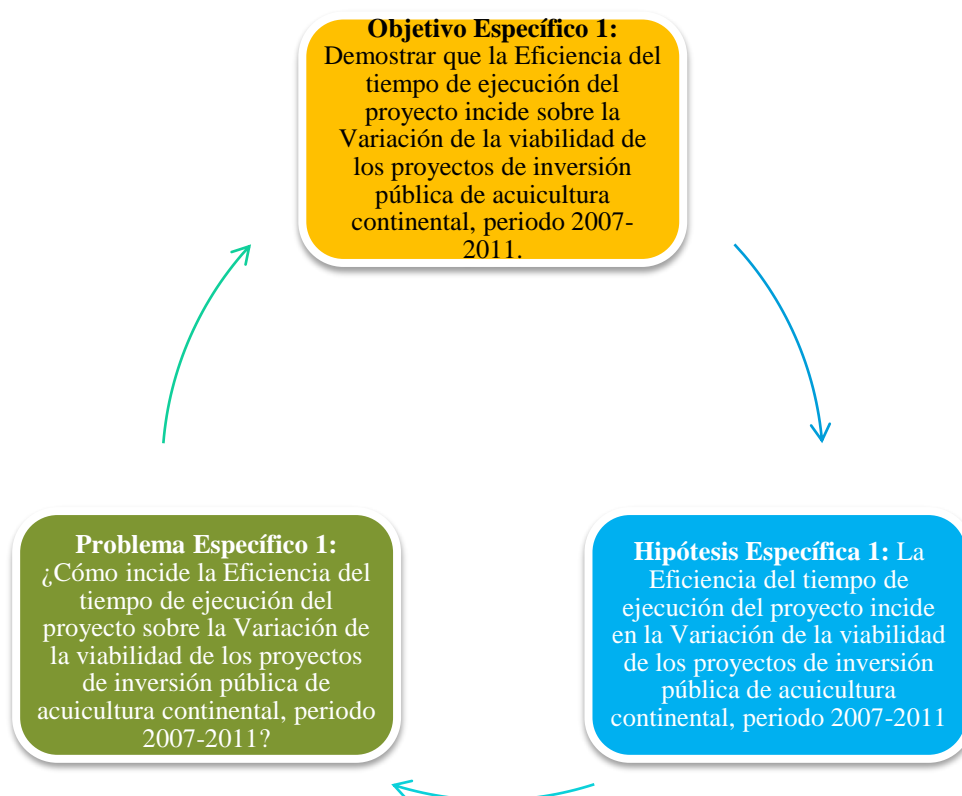 Objetivo Específico 1:
Demostrar que la Eficiencia del
tiempo de ejecución del
proyecto incide sobre la
Variación de la viabilidad de
los proyectos de inversión
pública de acuicultura
continental, periodo 2007-
2011.
Problema Específico 1:
¿Cómo incide la Eficiencia del
tiempo de ejecución del
proyecto sobre la Variación de
la viabilidad de los proyectos
de inversión pública de
acuicultura continental, periodo
2007-2011?
Hipótesis Específica 1: La
Eficiencia del tiempo de
ejecución del proyecto incide
en la Variación de la viabilidad
de los proyectos de inversión
pública de acuicultura
continental, periodo 2007-2011